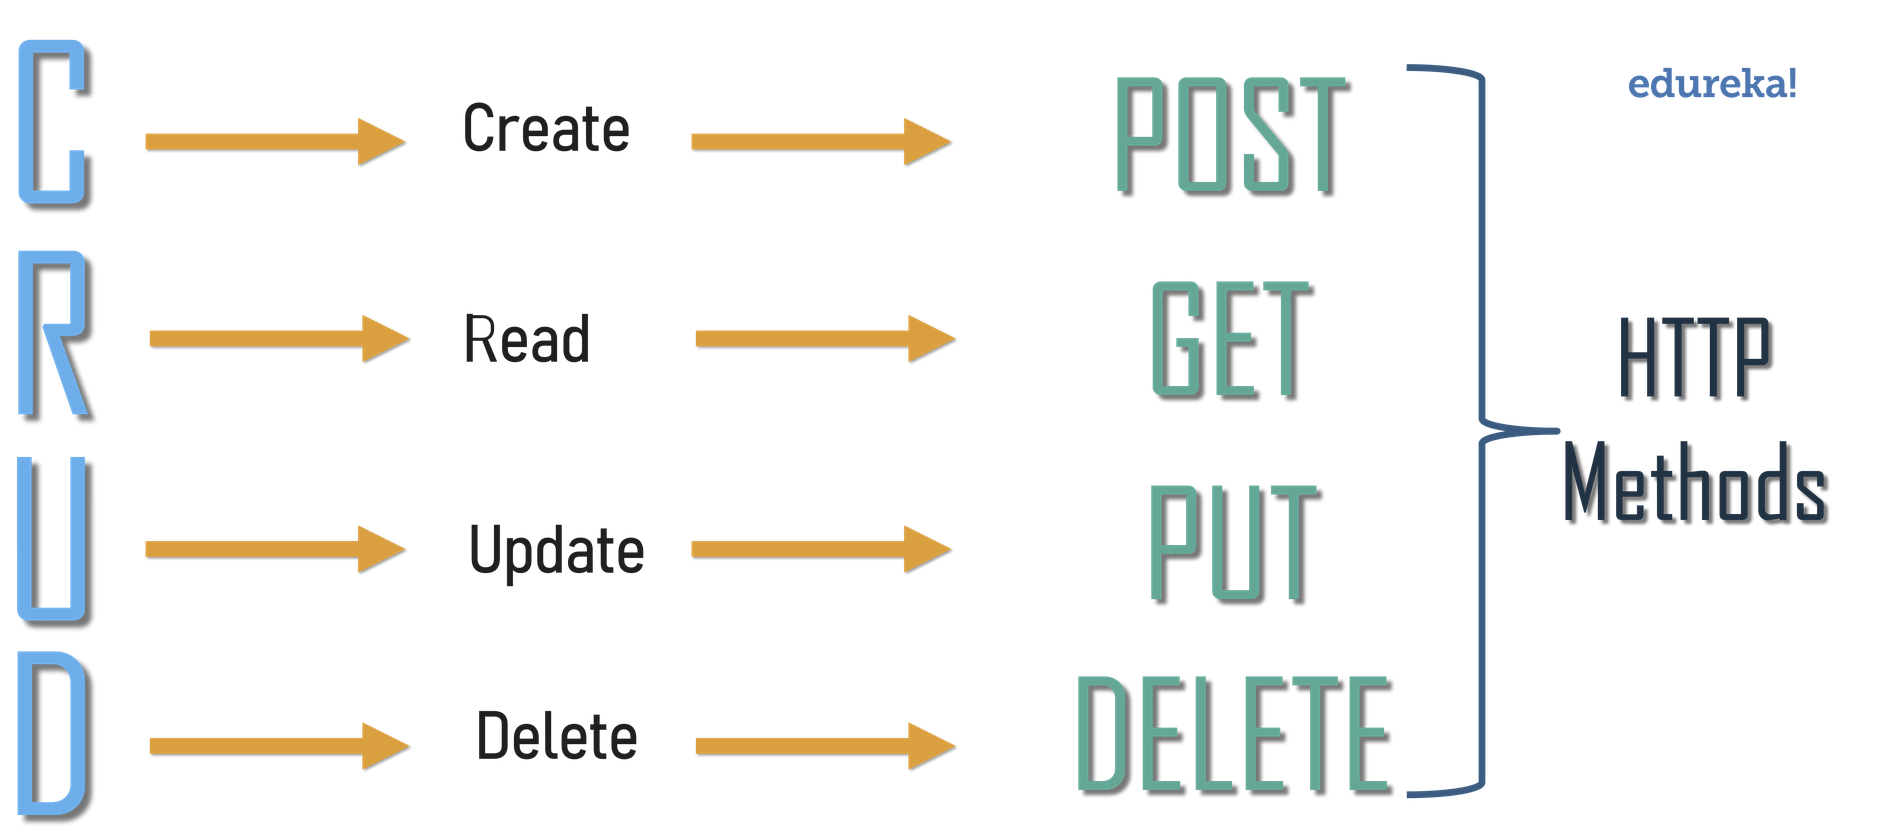 C Create POST
edureka!
R Read GET
U Update PUT
D Delete DELETE
HTTP
Methods